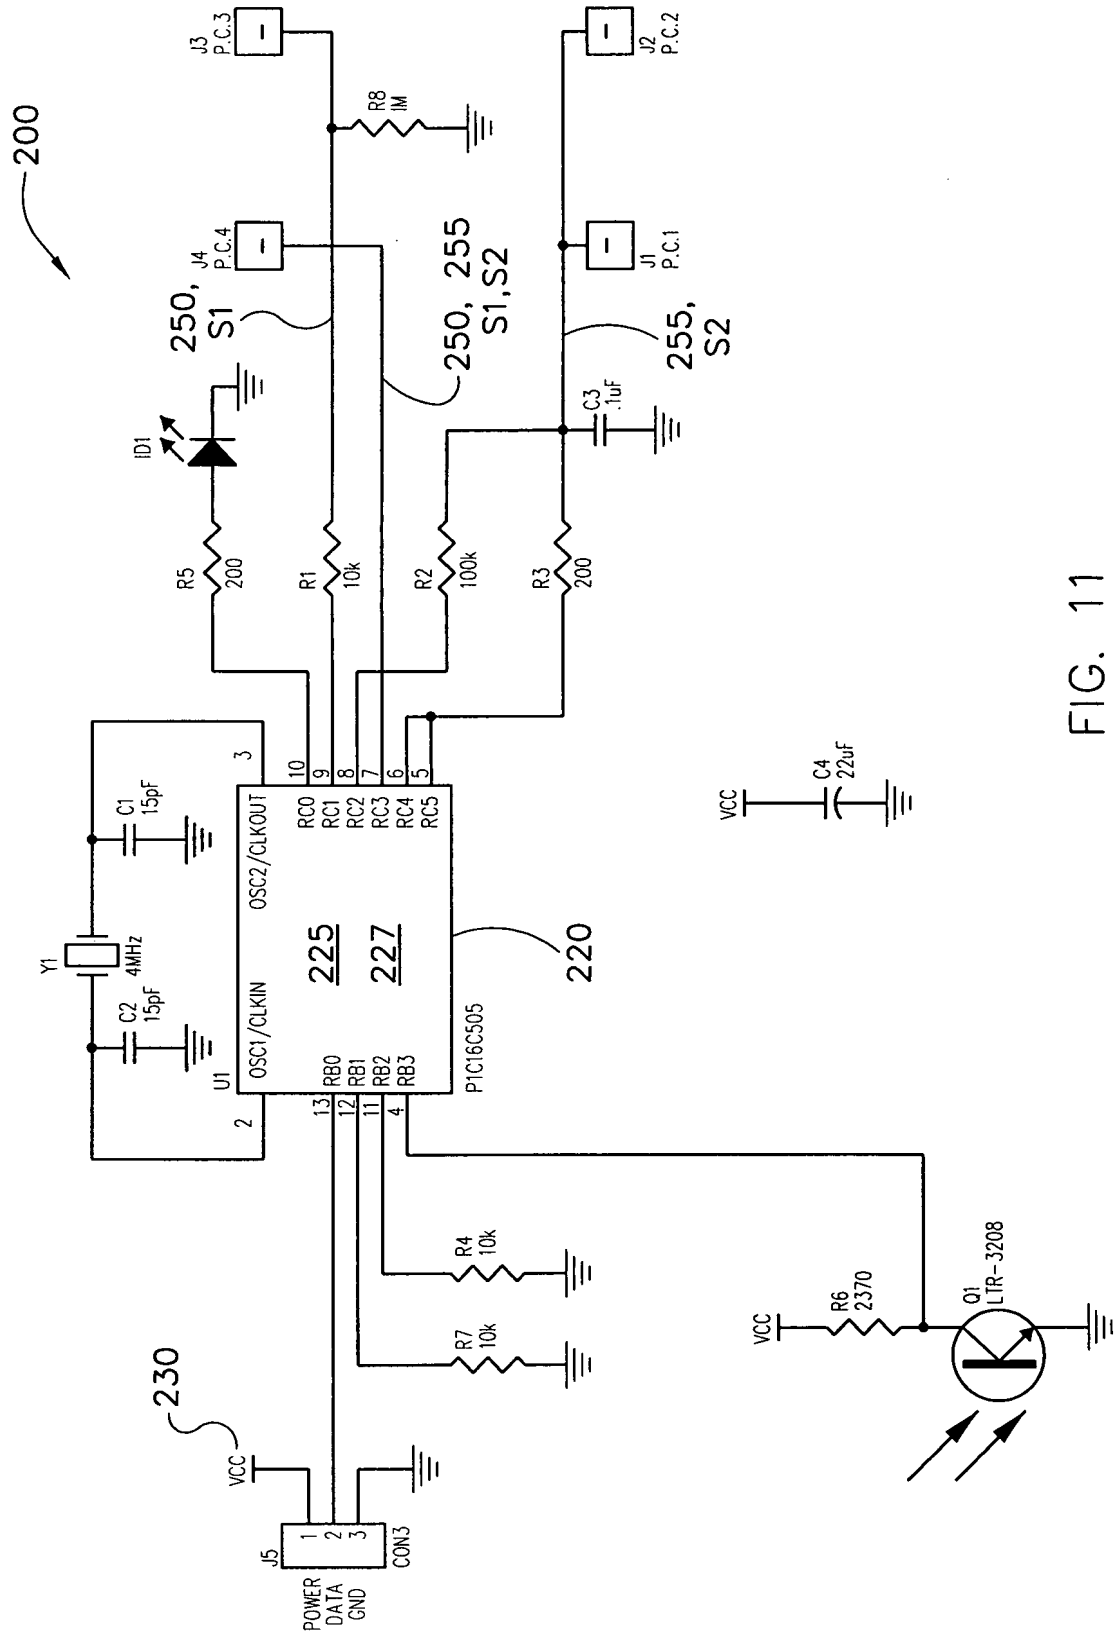 200
J3
P.C.3
J4
P.C.4
R8
1M
J2
P.C.2
J1
P.C.1
250,
S1
250, 255
S1,S2
255,
S2
ID1
R5
200
R1
10k
R2
100k
R3
200
C3
.1uF
Y1
4MHz
C1
15pF
C2
15pF
3
2
U1
OSC1/CLKIN
OSC2/CLKOUT
10
9
8
7
6
5
RC0
RC1
RC2
RC3
RC4
RC5
225
227
220
RB0
RB1
RB2
RB3
13
12
11
4
P1C16C505
R4
10k
R7
10k
230
VCC
J5
1
2
3
CON3
POWER
DATA
GND
VCC
R6
2370
Q1
LTR-3208
VCC
C4
22uF
FIG. 11